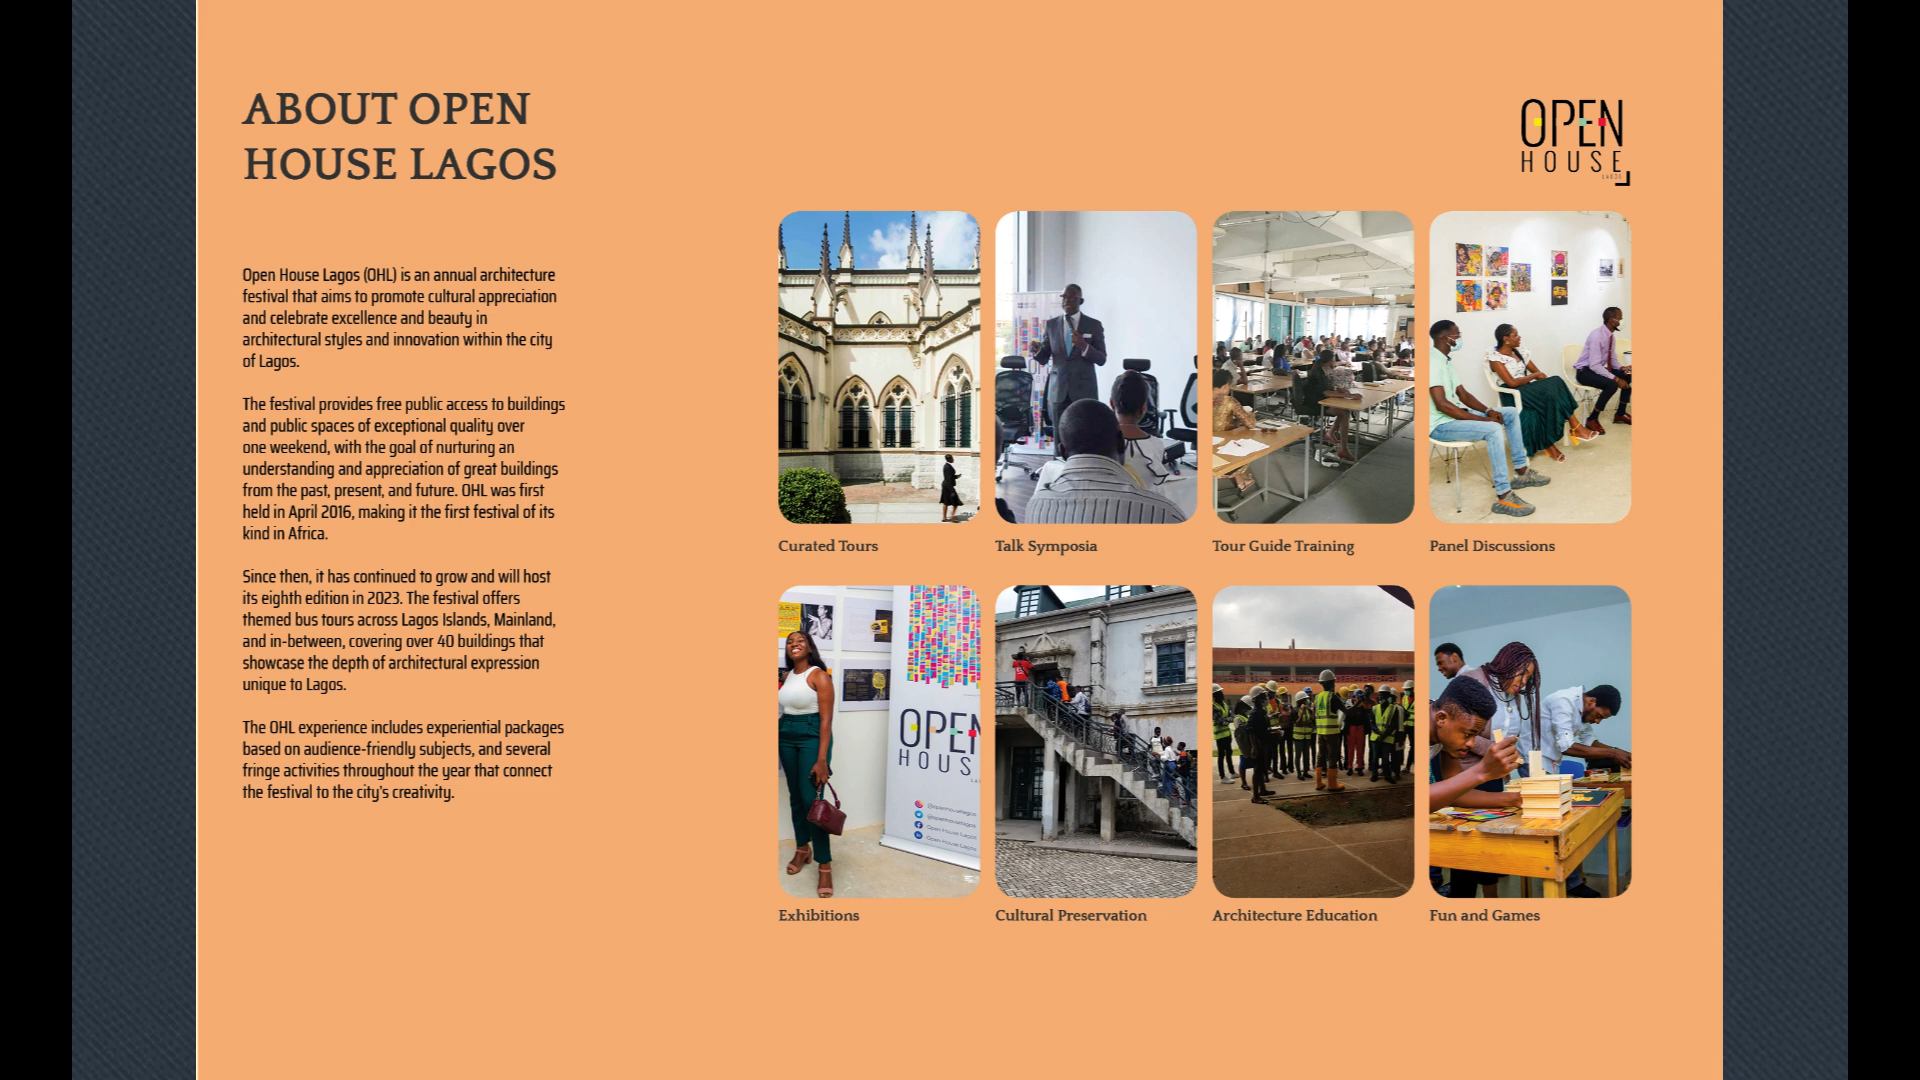 ABOUT OPEN
HOUSE LAGOS
OPEN
HOUSE
LAGOS
Open House Lagos (OHL) is an annual architecture
festival that aims to promote cultural appreciation
and celebrate excellence and beauty in
architectural styles and innovation within the city
of Lagos.
The festival provides free public access to buildings
and public spaces of exceptional quality over
one weekend, with the goal of nurturing an
understanding and appreciation of great buildings
from the past, present, and future. OHL was first
held in April 2016, making it the first festival of its
kind in Africa.
Since then, it has continued to grow and will host
its eighth edition in 2023. The festival offers
themed bus tours across Lagos Islands, Mainland,
and in-between, covering over 40 buildings that
showcase the depth of architectural expression
unique to Lagos.
The OHL experience includes experiential packages
based on audience-friendly subjects, and several
fringe activities throughout the year that connect
the festival to the city's creativity.
Curated Tours
Talk Symposia
Tour Guide Training
Panel Discussions
OPEN
HOUS
@openhouselagos
@openhouselagos
Open House Lagos
Open House Lagos
Exhibitions
Cultural Preservation
Architecture Education
Fun and Games